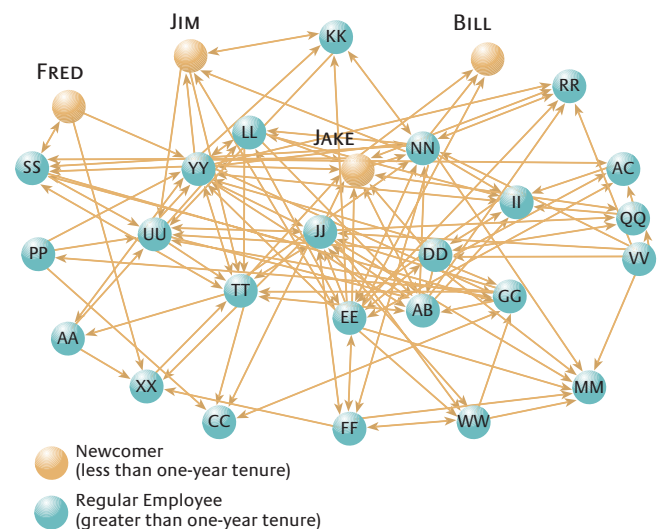 JIM
KK
BILL
FRED
RR
LL
JAKE
NN
SS
YY
AC
II
QQ
UU
JJ
PP
DD
VV
TT
GG
EE
AB
AA
XX
MM
CC
FF
WW
Newcomer
(less than one-year tenure)
Regular Employee
(greater than one-year tenure)